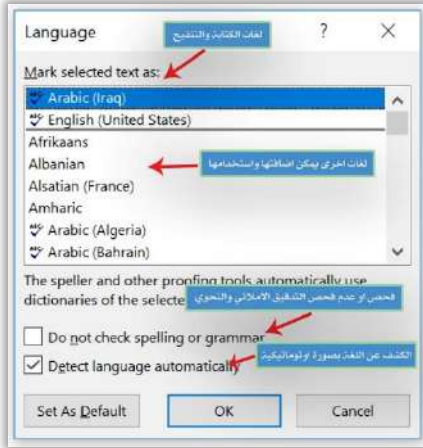 Language ? ×
لغات الكتابة والتنقيح
Mark selected text as:
Arabic (Iraq)
English (United States)
Afrikaans
Albanian
لغات اخرى يمكن اضافتها واستخدامها
Alsatian (France)
Amharic
Arabic (Algeria)
Arabic (Bahrain)
The speller and other proofing tools automatically use
dictionaries of the selecte
فحص او عدم فحص التدقيق الاملائي والنحوي
Do not check spelling or grammar
Detect language automatically
الكشف عن اللغة بصورة اوتوماتيكية
Set As Default OK Cancel